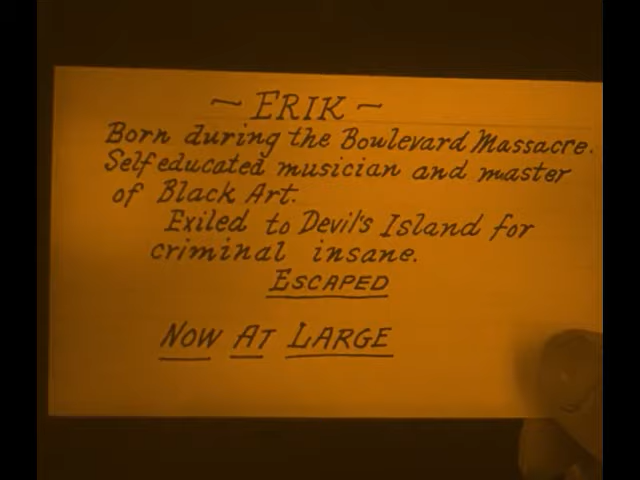 ~ ERIK ~
Born during the Boulevard Massacre.
Self educated musician and master
of Black Art.
Exiled to Devil's Island for
criminal insane.
ESCAPED
NOW AT LARGE